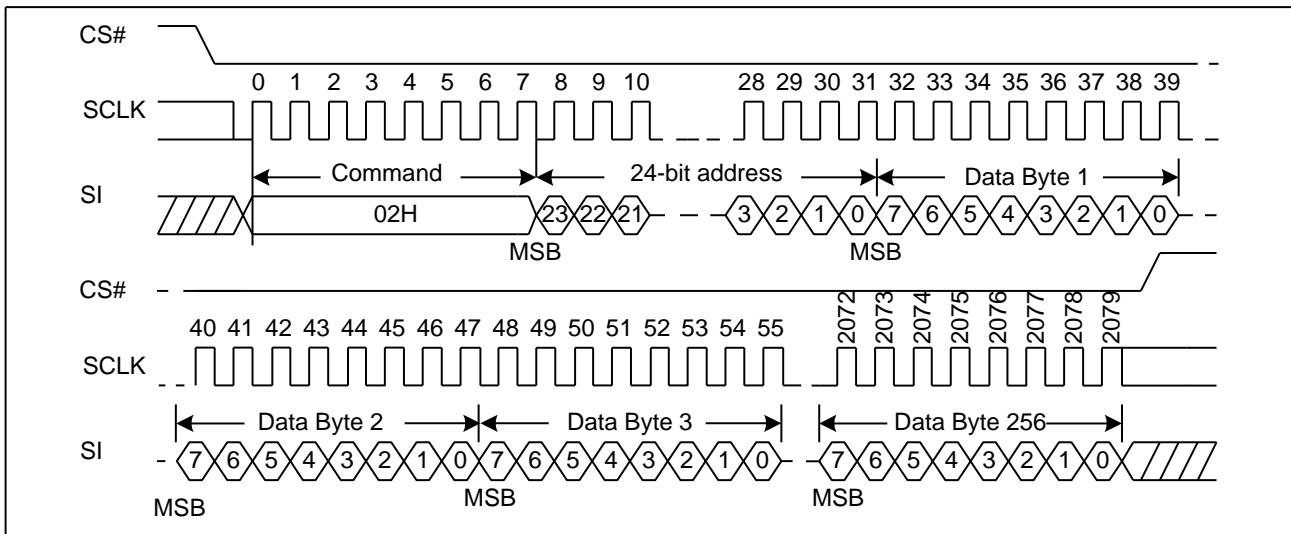 CS#
0 1 2 3 4 5 6 7 8 9 10 28 29 30 31 32 33 34 35 36 37 38 39
SCLK
Command 24-bit address Data Byte 1
SI
02H 23 22 21 3 2 1 0 7 6 5 4 3 2 1 0
MSB MSB
CS#
40 41 42 43 44 45 46 47 48 49 50 51 52 53 54 55 2072 2073 2074 2075 2076 2077 2078 2079
SCLK
Data Byte 2 Data Byte 3 Data Byte 256
SI
7 6 5 4 3 2 1 0 7 6 5 4 3 2 1 0 7 6 5 4 3 2 1 0
MSB MSB MSB